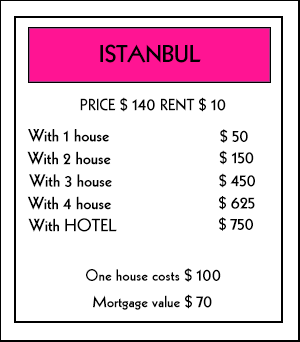 ISTANBUL
PRICE $ 140 RENT $ 10
With 1 house $ 50
With 2 house $ 150
With 3 house $ 450
With 4 house $ 625
With HOTEL $ 750
One house costs $ 100
Mortgage value $ 70